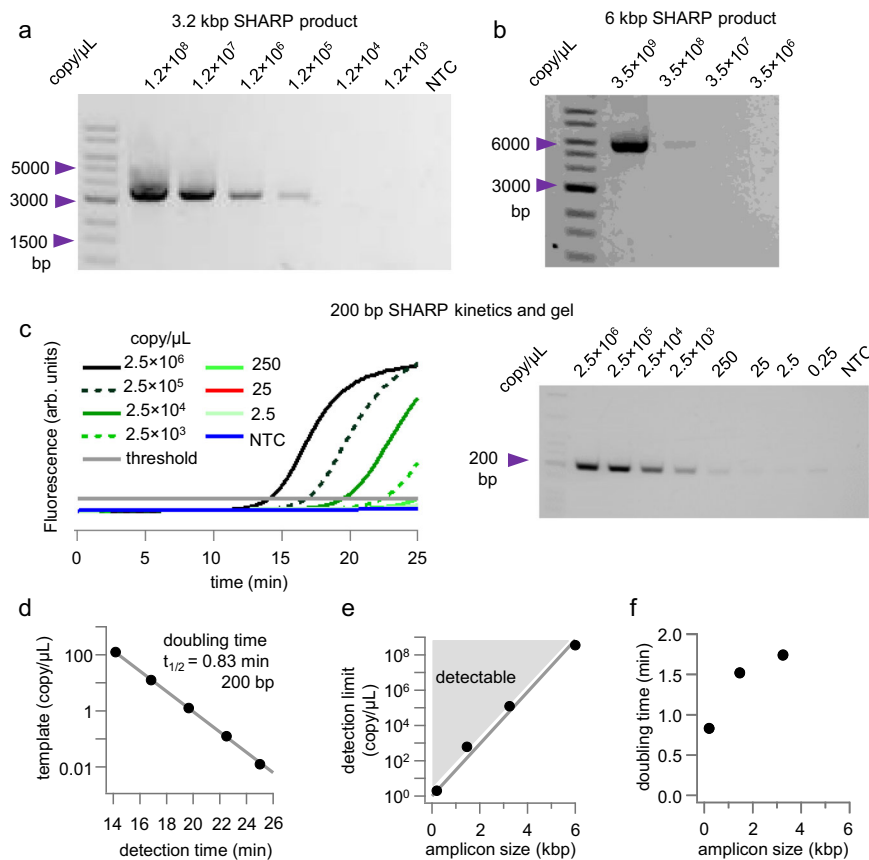 a
3.2 kbp SHARP product
copy/µL
1.2×10⁸
1.2×10⁷
1.2×10⁶
1.2×10⁵
1.2×10⁴
1.2×10³
NTC
5000
3000
1500
bp
b
6 kbp SHARP product
copy/µL
3.5×10⁹
3.5×10⁸
3.5×10⁷
3.5×10⁶
6000
3000
bp
200 bp SHARP kinetics and gel
c
copy/µL
2.5×10⁶
2.5×10⁵
2.5×10⁴
2.5×10³
threshold
250
25
2.5
NTC
Fluorescence (arb. units)
0 5 10 15 20 25
time (min)
copy/µL
2.5×10⁶
2.5×10⁵
2.5×10⁴
2.5×10³
250
25
2.5
0.25
NTC
200
bp
d
doubling time
t1/2 = 0.83 min
200 bp
template (copy/µL)
100
1
0.01
14 16 18 20 22 24 26
detection time (min)
e
detectable
detection limit
(copy/µL)
10⁸
10⁶
10⁴
10²
10⁰
0 2 4 6
amplicon size (kbp)
f
doubling time (min)
2.0
1.5
1.0
0.5
0.0
0 2 4 6
amplicon size (kbp)